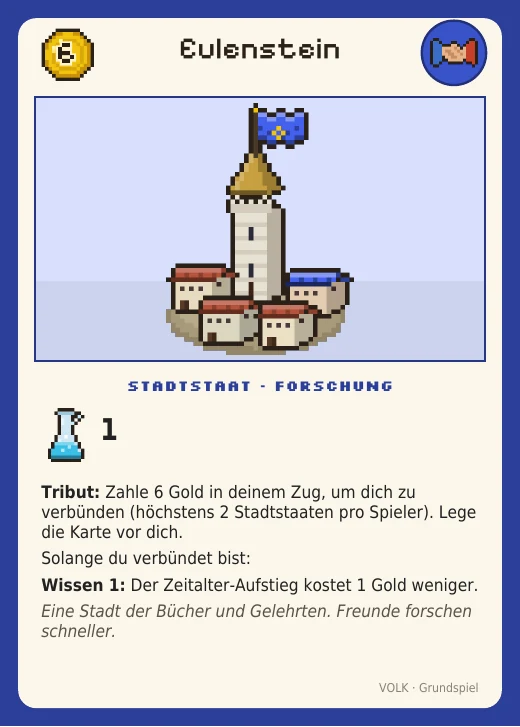 6
Eulenstein
STADTSTAAT - FORSCHUNG
1
Tribut: Zahle 6 Gold in deinem Zug, um dich zu
verbünden (höchstens 2 Stadtstaaten pro Spieler). Lege
die Karte vor dich.
Solange du verbündet bist:
Wissen 1: Der Zeitalter-Aufstieg kostet 1 Gold weniger.
Eine Stadt der Bücher und Gelehrten. Freunde forschen
schneller.
VOLK · Grundspiel